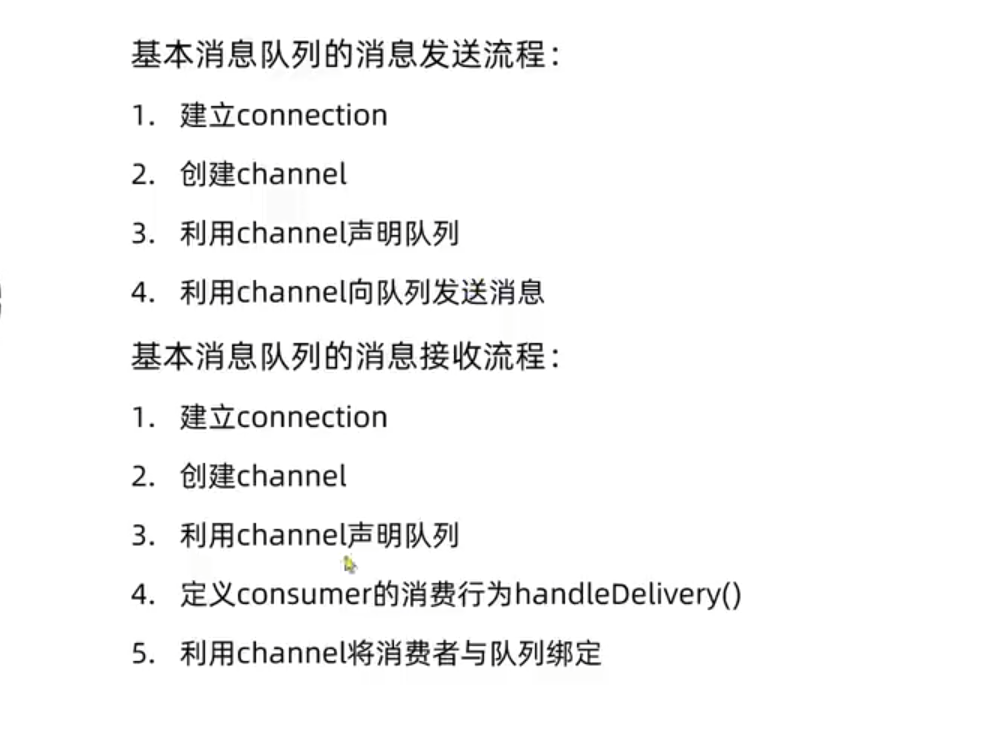 基本消息队列的消息发送流程：
1. 建立connection
2. 创建channel
3. 利用channel声明队列
4. 利用channel向队列发送消息
基本消息队列的消息接收流程：
1. 建立connection
2. 创建channel
3. 利用channel声明队列
4. 定义consumer的消费行为handleDelivery()
5. 利用channel将消费者与队列绑定